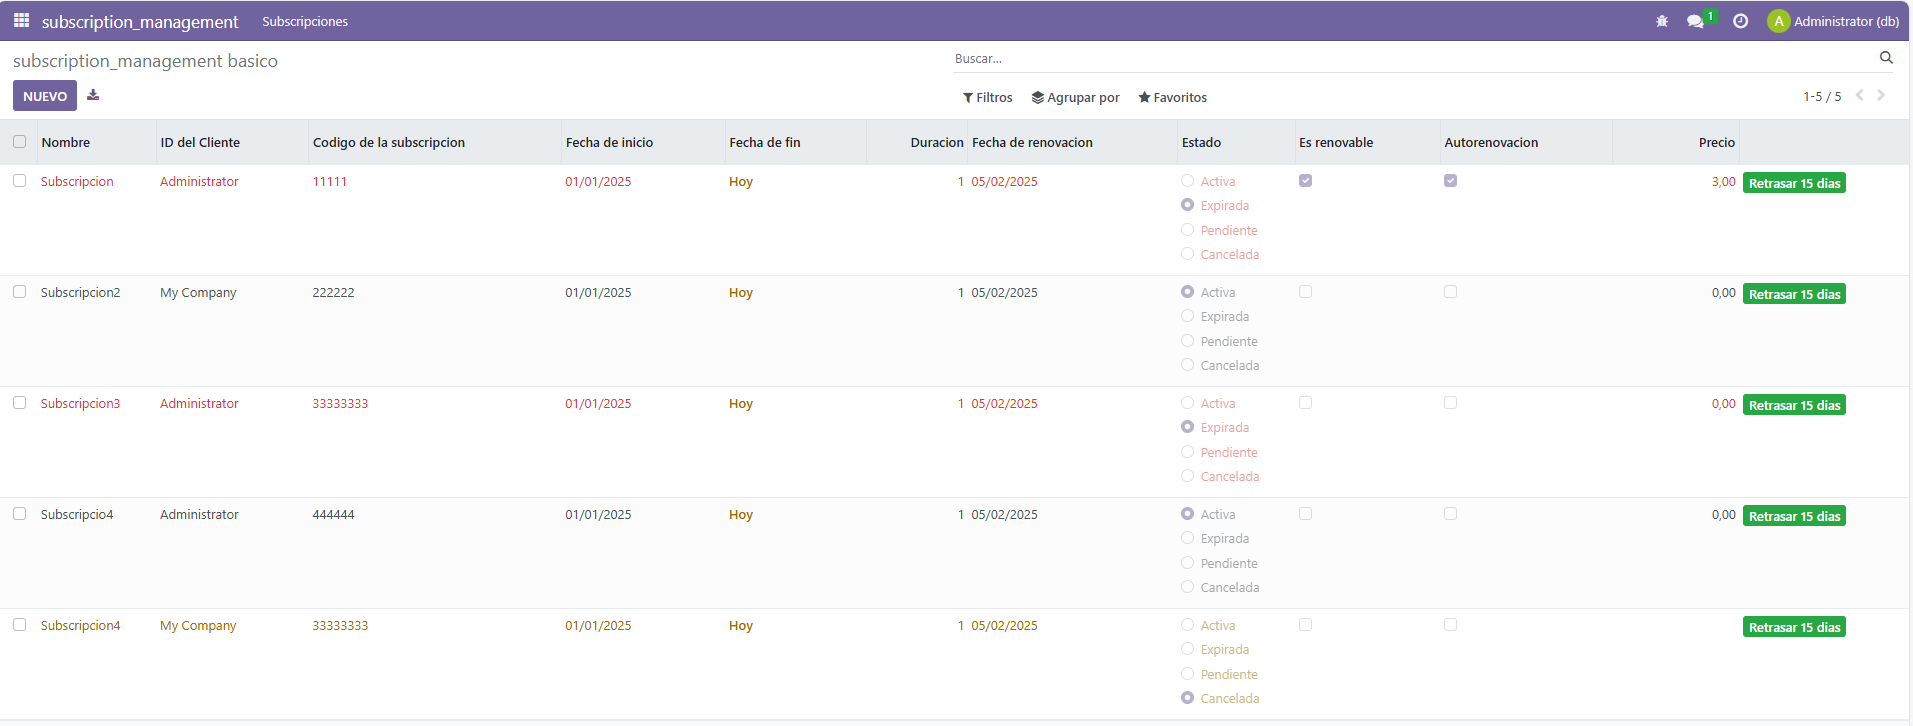 subscription_management Subscripciones 1 A Administrator (db)
subscription_management basico Buscar...
NUEVO Filtros Agrupar por Favoritos 1-5 / 5
Nombre ID del Cliente Codigo de la subscripcion Fecha de inicio Fecha de fin Duracion Fecha de renovacion Estado Es renovable Autorenovacion Precio
Subscripcion Administrator 11111 01/01/2025 Hoy 1 05/02/2025 Activa 3,00 Retrasar 15 dias
Expirada
Pendiente
Cancelada
Subscripcion2 My Company 222222 01/01/2025 Hoy 1 05/02/2025 Activa 0,00 Retrasar 15 dias
Expirada
Pendiente
Cancelada
Subscripcion3 Administrator 33333333 01/01/2025 Hoy 1 05/02/2025 Activa 0,00 Retrasar 15 dias
Expirada
Pendiente
Cancelada
Subscripcio4 Administrator 444444 01/01/2025 Hoy 1 05/02/2025 Activa 0,00 Retrasar 15 dias
Expirada
Pendiente
Cancelada
Subscripcion4 My Company 33333333 01/01/2025 Hoy 1 05/02/2025 Activa Retrasar 15 dias
Expirada
Pendiente
Cancelada